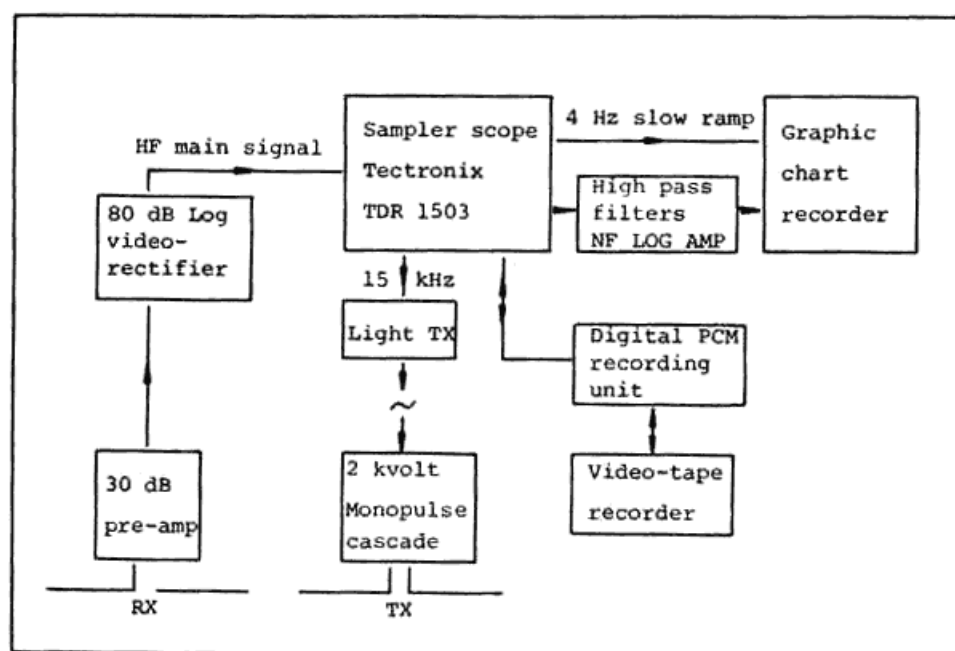 HF main signal
80 dB Log
video-
rectifier
30 dB
pre-amp
RX
Sampler scope
Tectronix
TDR 1503
15 kHz
Light TX
~
2 kvolt
Monopulse
cascade
TX
4 Hz slow ramp
High pass
filters
NF LOG AMP
Graphic
chart
recorder
Digital PCM
recording
unit
Video-tape
recorder